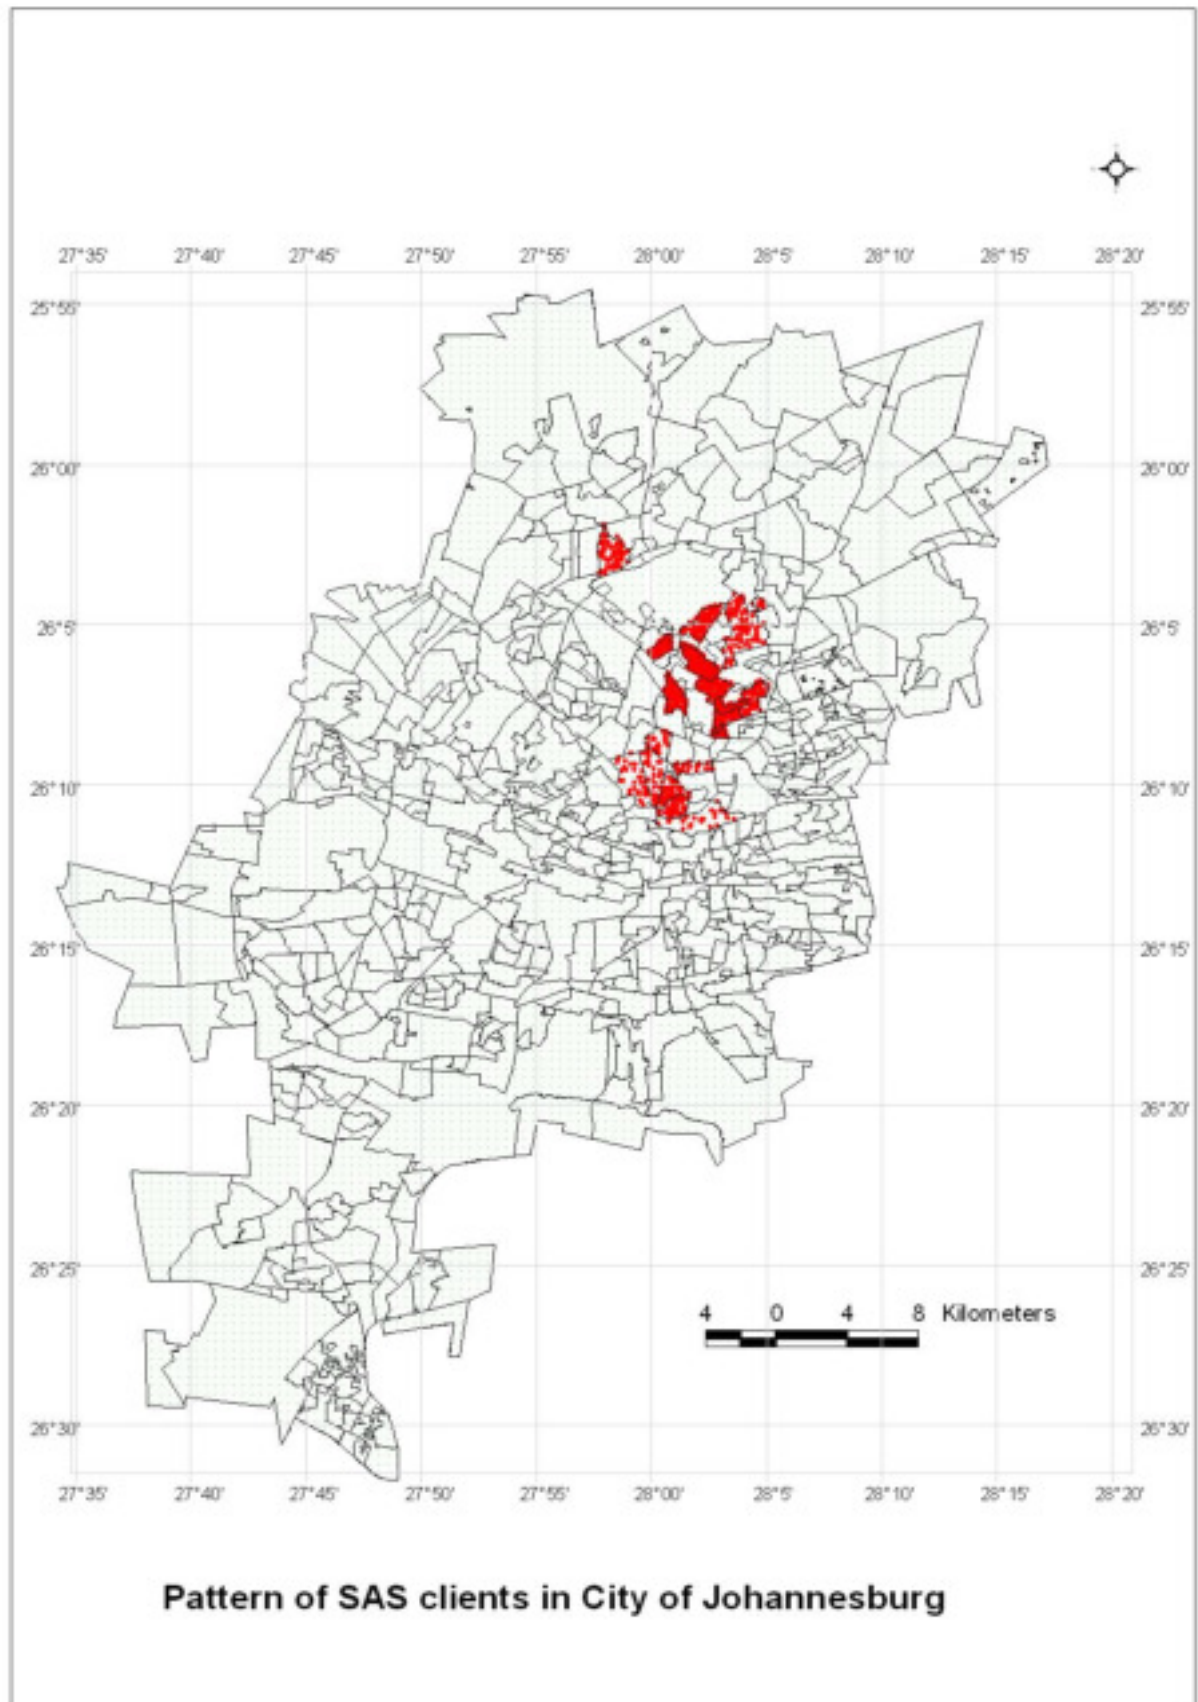 27°35' 27°40' 27°45' 27°50' 27°55' 28°00' 28°5' 28°10' 28°15' 28°20'
25°55' 25°55'
26°00' 26°00'
26°5' 26°5'
26°10' 26°10'
26°15' 26°15'
26°20' 26°20'
26°25' 26°25'
4 0 4 8 Kilometers
26°30' 26°30'
27°35' 27°40' 27°45' 27°50' 27°55' 28°00' 28°5' 28°10' 28°15' 28°20'
Pattern of SAS clients in City of Johannesburg